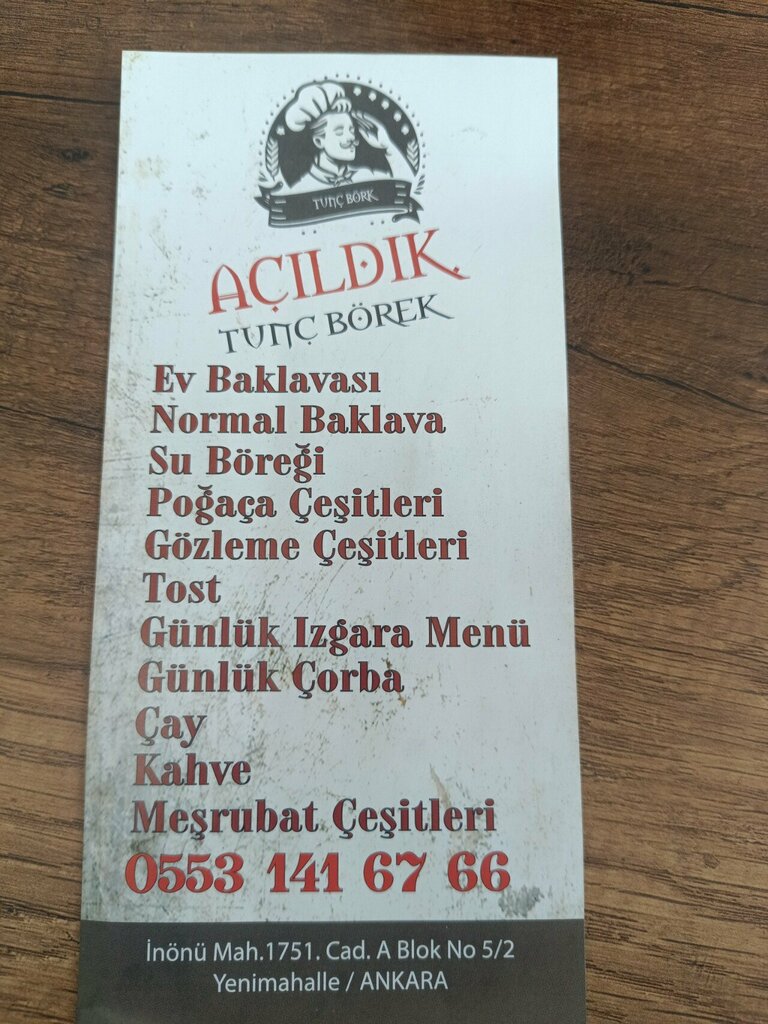 TUNÇ BÖRK
AÇILDIK
TUNÇ BÖREK
Ev Baklavası
Normal Baklava
Su Böreği
Poğaça Çeşitleri
Gözleme Çeşitleri
Tost
Günlük Izgara Menü
Günlük Çorba
Çay
Kahve
Meşrubat Çeşitleri
0553 141 67 66
İnönü Mah.1751. Cad. A Blok No 5/2
Yenimahalle / ANKARA